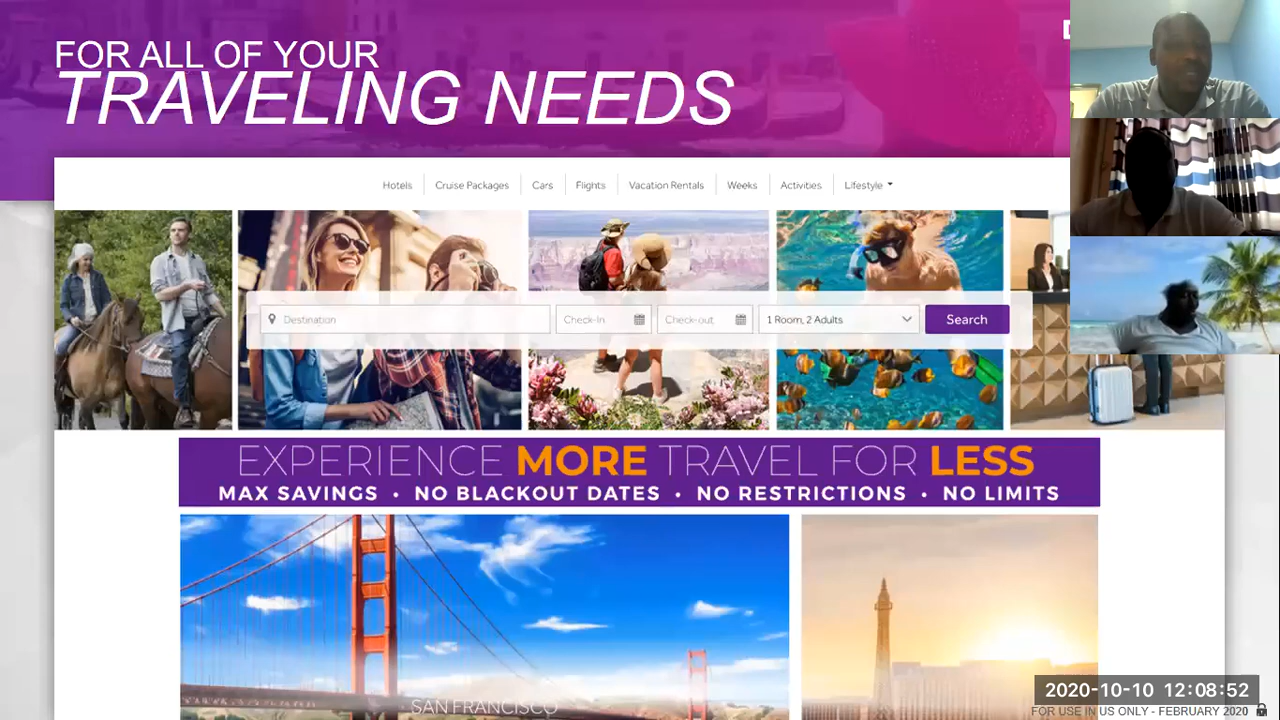 FOR ALL OF YOUR
TRAVELING NEEDS
Hotels
Cruise Packages
Cars
Flights
Vacation Rentals
Weeks
Activities
Lifestyle
Destination
Check-In
Check-out
1 Room, 2 Adults
Search
EXPERIENCE MORE TRAVEL FOR LESS
MAX SAVINGS • NO BLACKOUT DATES • NO RESTRICTIONS • NO LIMITS
SAN FRANCISCO
2020-10-10 12:08:52
FOR USE IN US ONLY - FEBRUARY 2020